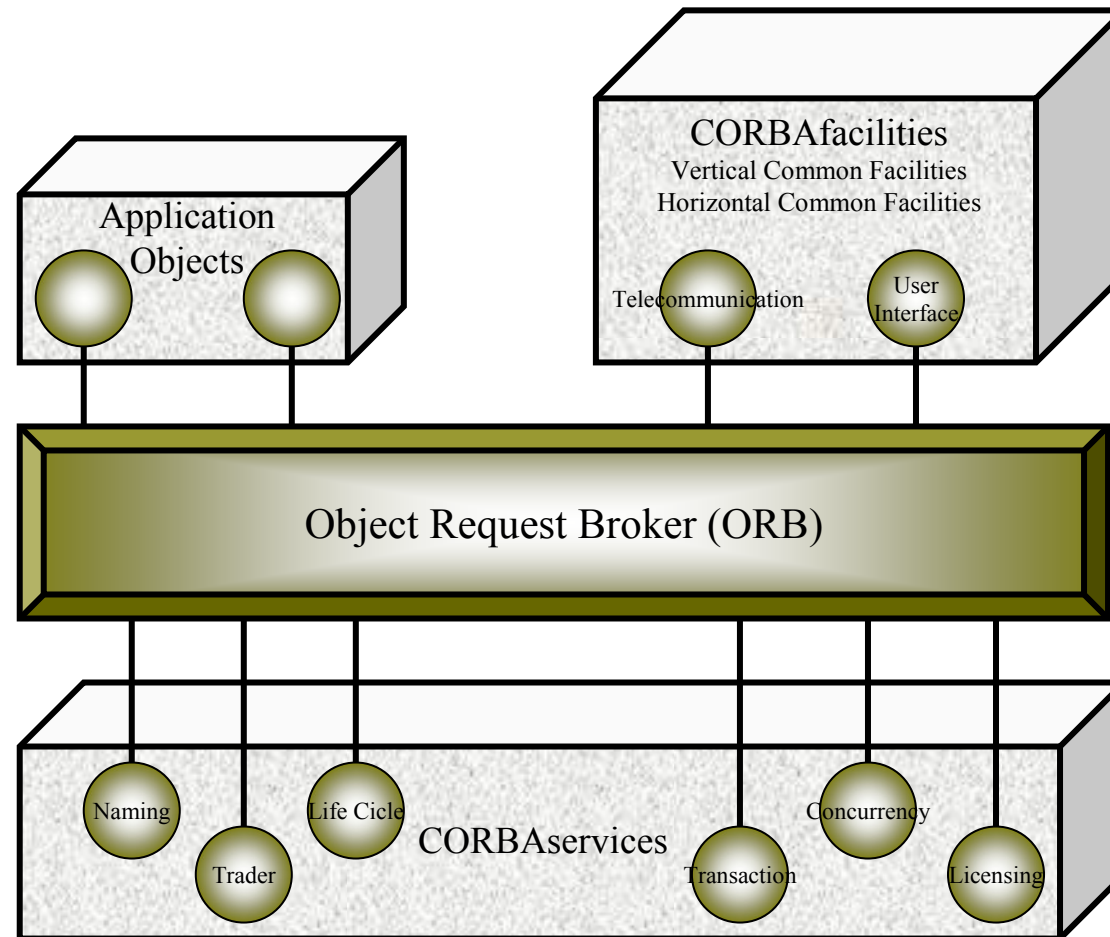 CORBAfacilities
Vertical Common Facilities
Horizontal Common Facilities
Application
Objects
Telecommunication
User
Interface
Object Request Broker (ORB)
Naming
Life Cicle
Concurrency
CORBAservices
Trader
Transaction
Licensing